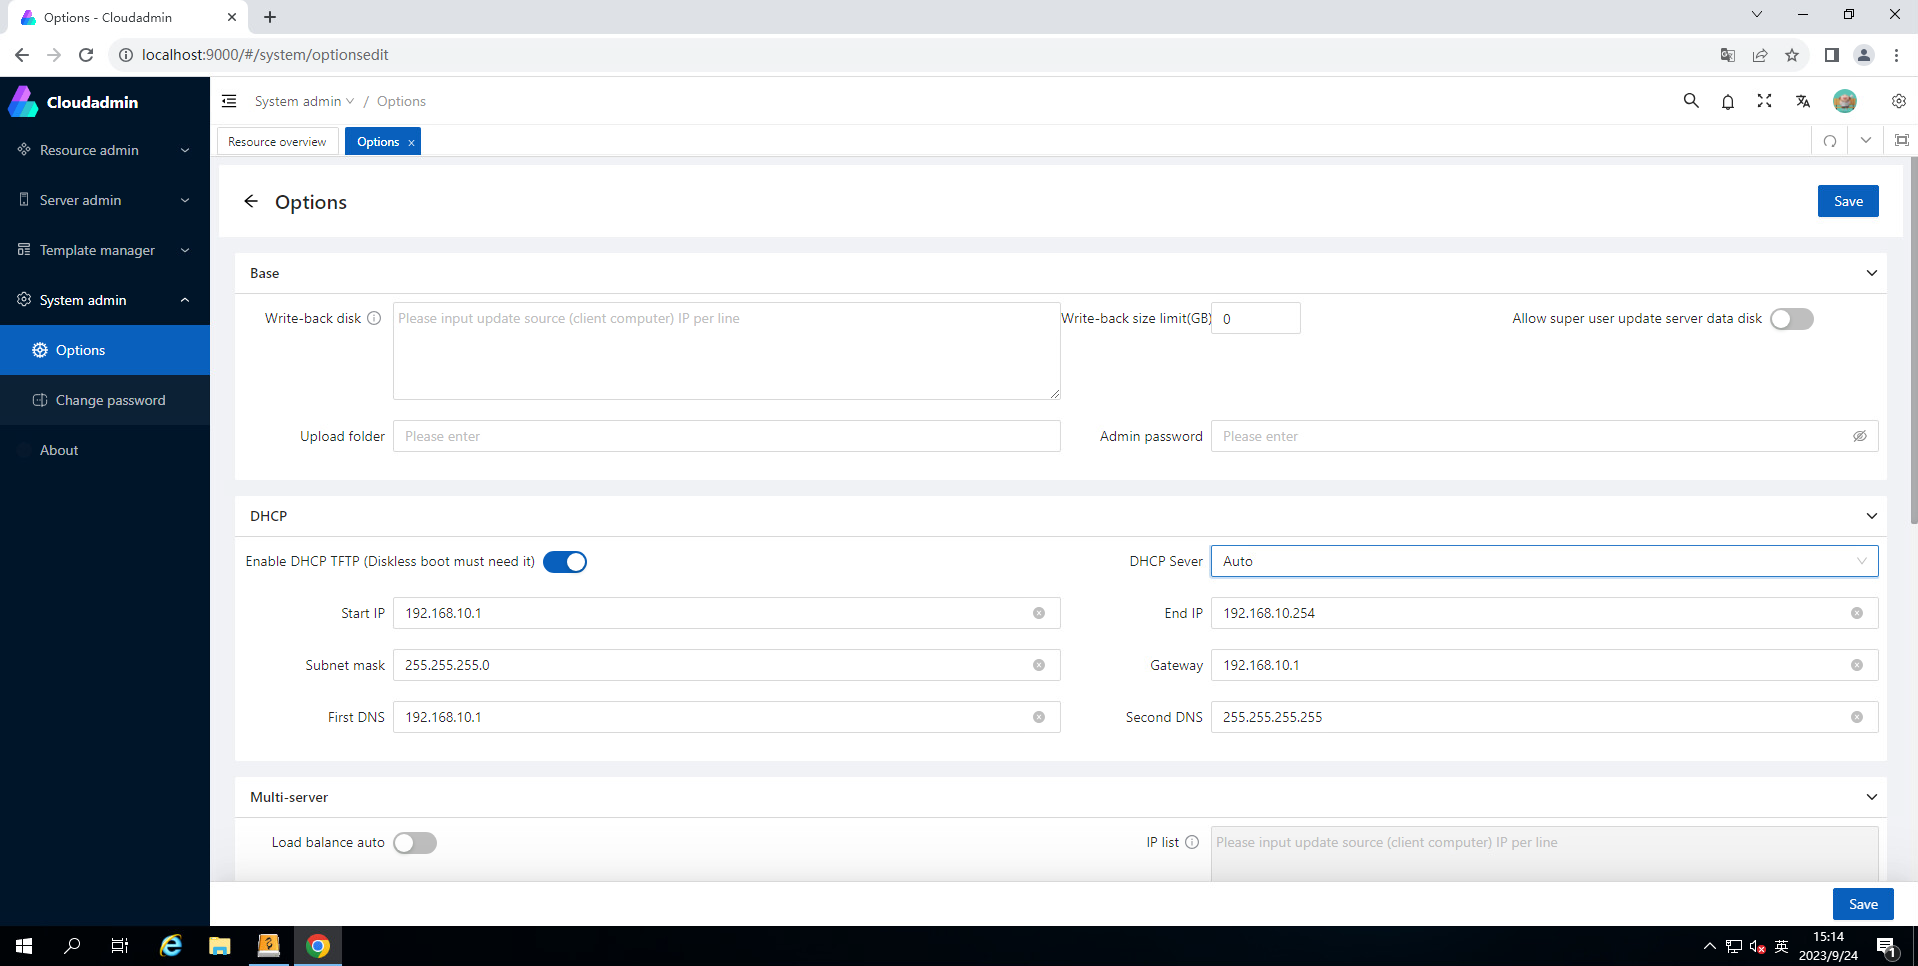 Options - Cloudadmin
localhost:9000/#/system/optionsedit
Cloudadmin
System admin / Options
Resource overview
Options
Resource admin
Server admin
Template manager
System admin
Options
Change password
About
Options
Save
Base
Write-back disk
Please input update source (client computer) IP per line
Write-back size limit(GB)
0
Allow super user update server data disk
Upload folder
Please enter
Admin password
Please enter
DHCP
Enable DHCP TFTP (Diskless boot must need it)
DHCP Sever
Auto
Start IP
192.168.10.1
End IP
192.168.10.254
Subnet mask
255.255.255.0
Gateway
192.168.10.1
First DNS
192.168.10.1
Second DNS
255.255.255.255
Multi-server
Load balance auto
IP list
Please input update source (client computer) IP per line
Save
英
15:14
2023/9/24
1